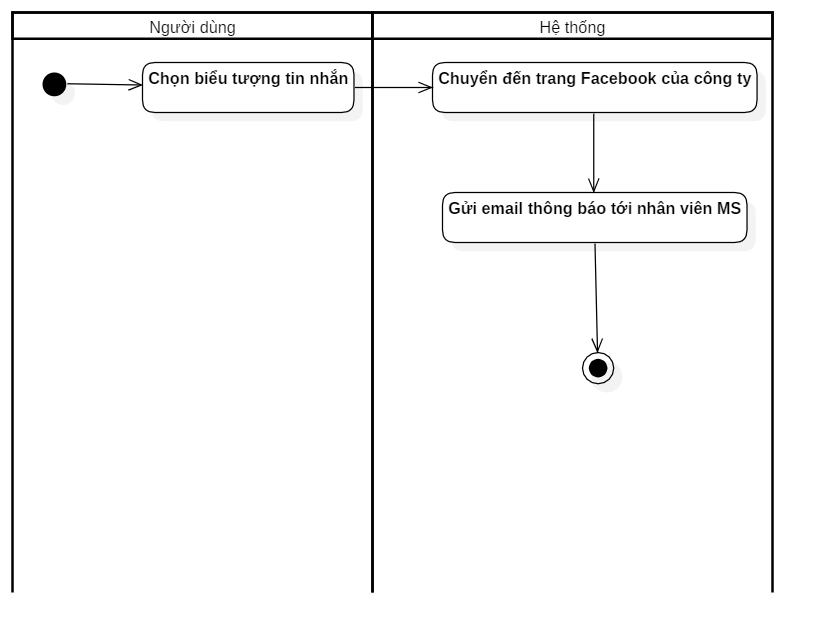 Người dùng
Hệ thống
Chọn biểu tượng tin nhắn
Chuyển đến trang Facebook của công ty
Gửi email thông báo tới nhân viên MS